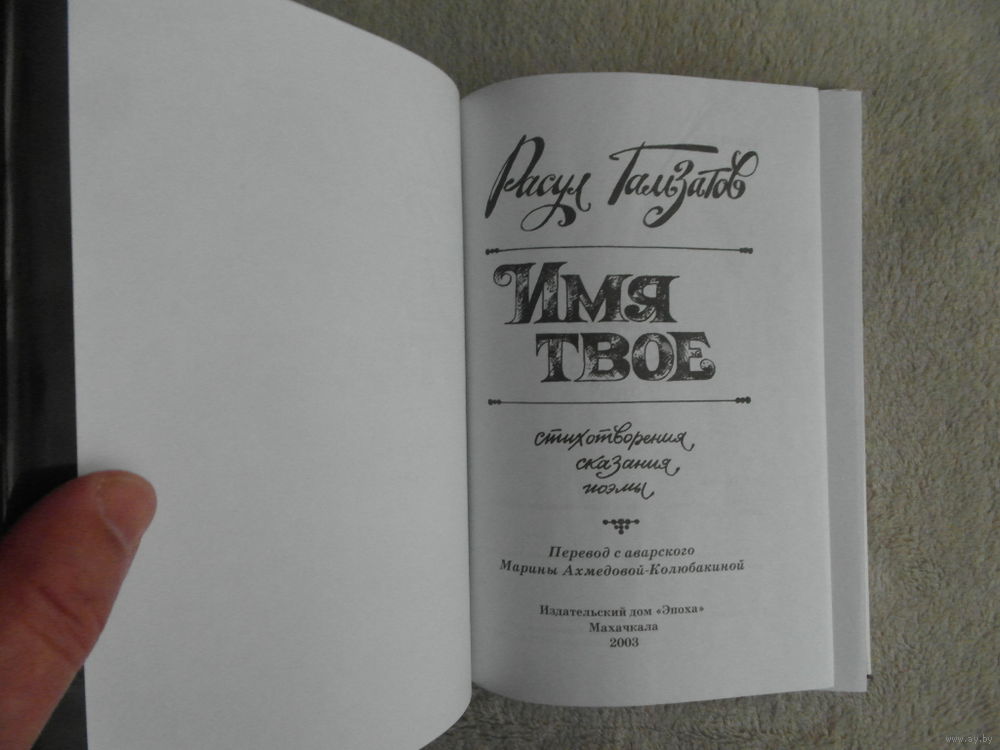 Расул Гамзатов
Имя
твое
стихотворения,
сказания,
поэмы
Перевод с аварского
Марины Ахмедовой-Колюбакиной
Издательский дом «Эпоха»
Махачкала
2003
www.ay.by